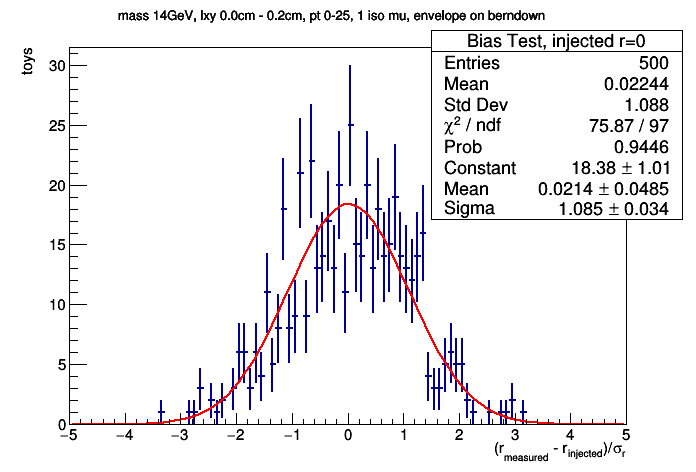 mass 14GeV, lxy 0.0cm - 0.2cm, pt 0-25, 1 iso mu, envelope on berndown
Bias Test, injected r=0
Entries 500
Mean 0.02244
Std Dev 1.088
χ² / ndf 75.87 / 97
Prob 0.9446
Constant 18.38 ± 1.01
Mean 0.0214 ± 0.0485
Sigma 1.085 ± 0.034
toys
30
25
20
15
10
5
0
−5 −4 −3 −2 −1 0 1 2 3 4 5
(r_measured - r_injected)/σ_r